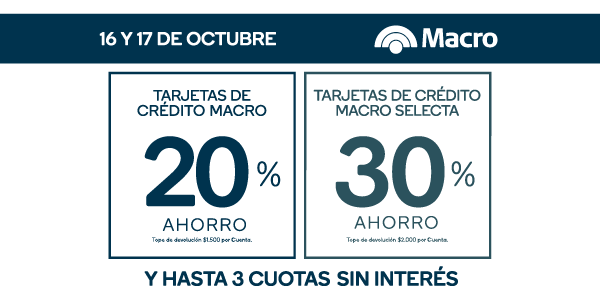 16 Y 17 DE OCTUBRE
Macro
TARJETAS DE
CRÉDITO MACRO
20%
AHORRO
Tope de devolución $1.500 por Cuenta.
TARJETAS DE CRÉDITO
MACRO SELECTA
30%
AHORRO
Tope de devolución $2.000 por Cuenta.
Y HASTA 3 CUOTAS SIN INTERÉS